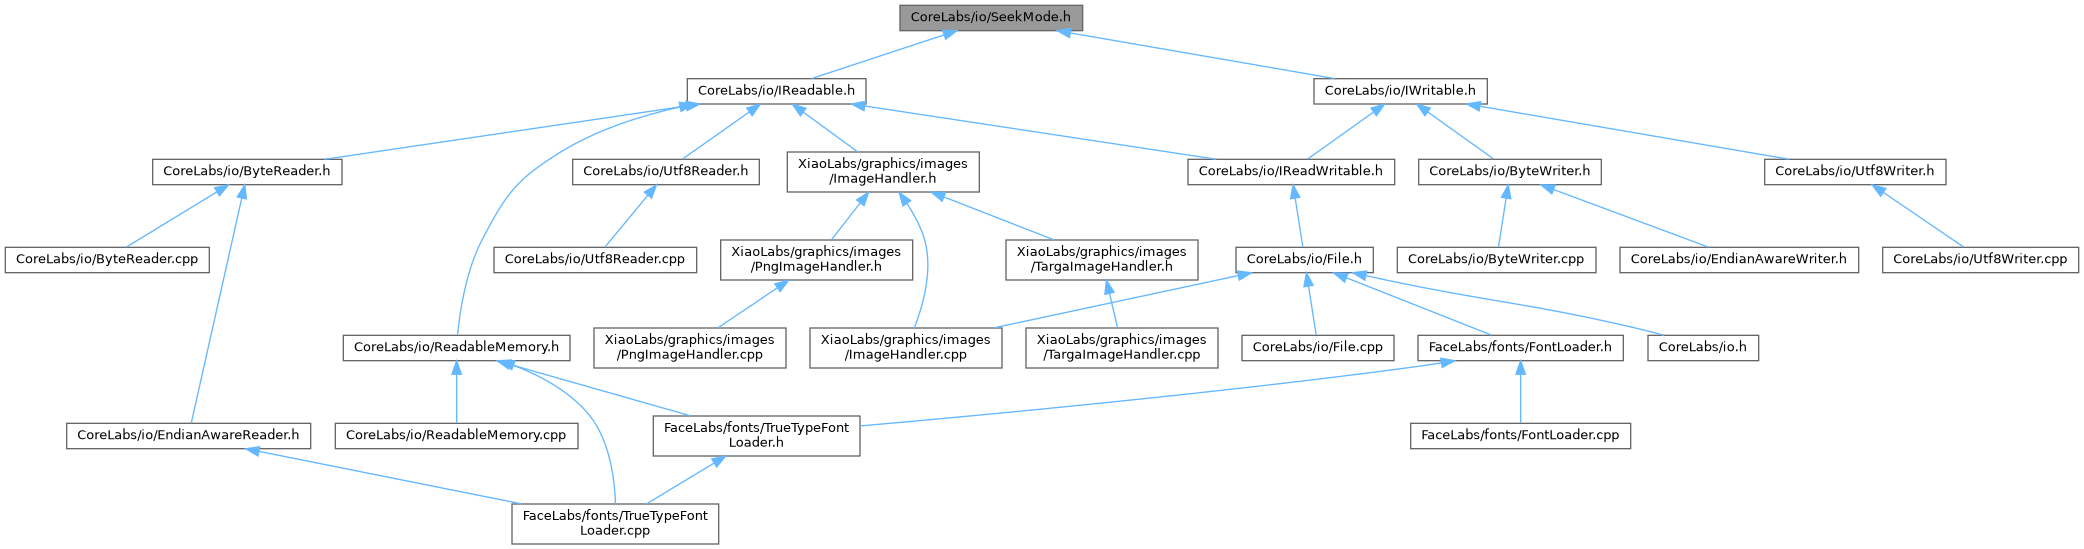 CoreLabs/io/SeekMode.h
CoreLabs/io/IReadable.h
CoreLabs/io/IWritable.h
CoreLabs/io/ByteReader.h
CoreLabs/io/Utf8Reader.h
XiaoLabs/graphics/images
/ImageHandler.h
CoreLabs/io/IReadWritable.h
CoreLabs/io/ByteWriter.h
CoreLabs/io/Utf8Writer.h
CoreLabs/io/ByteReader.cpp
CoreLabs/io/Utf8Reader.cpp
XiaoLabs/graphics/images
/PngImageHandler.h
XiaoLabs/graphics/images
/TargaImageHandler.h
CoreLabs/io/File.h
CoreLabs/io/ByteWriter.cpp
CoreLabs/io/EndianAwareWriter.h
CoreLabs/io/Utf8Writer.cpp
CoreLabs/io/ReadableMemory.h
XiaoLabs/graphics/images
/PngImageHandler.cpp
XiaoLabs/graphics/images
/ImageHandler.cpp
XiaoLabs/graphics/images
/TargaImageHandler.cpp
CoreLabs/io/File.cpp
FaceLabs/fonts/FontLoader.h
CoreLabs/io.h
CoreLabs/io/EndianAwareReader.h
CoreLabs/io/ReadableMemory.cpp
FaceLabs/fonts/TrueTypeFont
Loader.h
FaceLabs/fonts/FontLoader.cpp
FaceLabs/fonts/TrueTypeFont
Loader.cpp